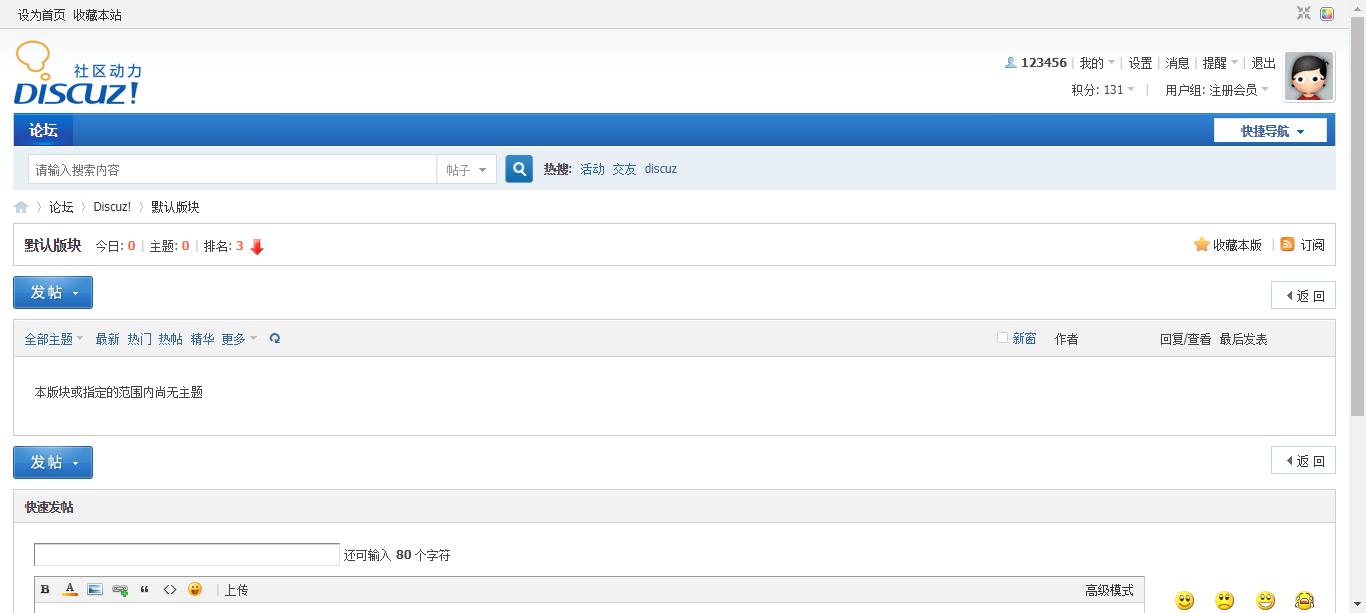 设为首页 收藏本站
社区动力
DISCUZ!
123456 | 我的 | 设置 | 消息 | 提醒 | 退出
积分: 131 | 用户组: 注册会员
论坛 快捷导航
请输入搜索内容 帖子 热搜: 活动 交友 discuz
论坛 › Discuz! › 默认版块
默认版块 今日: 0 | 主题: 0 | 排名: 3 收藏本版 | 订阅
发帖 返回
全部主题 最新 热门 热帖 精华 更多 新窗 作者 回复/查看 最后发表
本版块或指定的范围内尚无主题
发帖 返回
快速发帖
还可输入 80 个字符
B A “ <> | 上传 高级模式